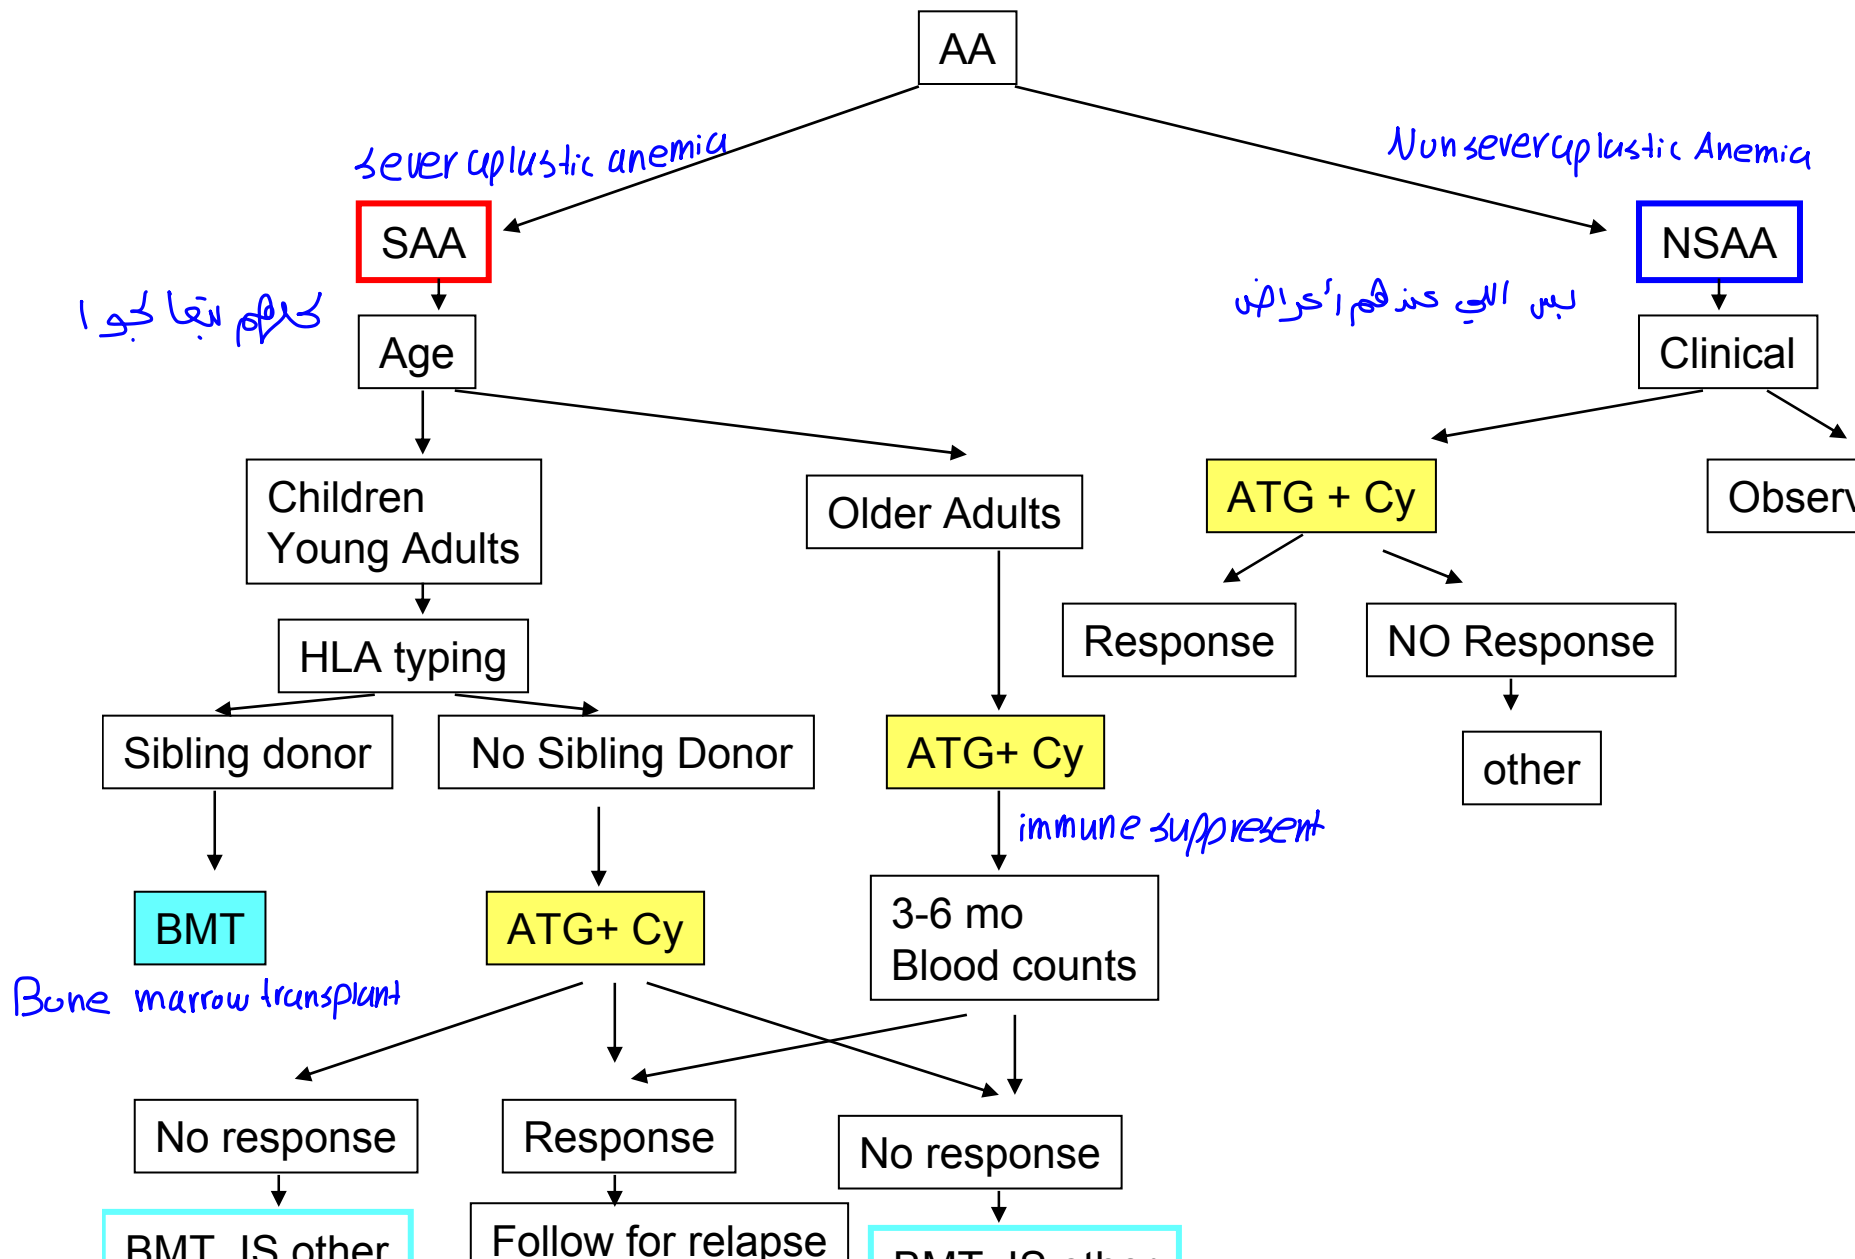 AA
sever aplastic anemia
Nonsever aplastic Anemia
SAA
NSAA
كلهم بتعالجوا
بس اللي عندهم أعراض
Age
Clinical
Children
Young Adults
Older Adults
ATG + Cy
Observ
HLA typing
Response
NO Response
Sibling donor
No Sibling Donor
ATG+ Cy
other
immune suppresent
BMT
ATG+ Cy
3-6 mo
Blood counts
Bone marrow transplant
No response
Response
No response
BMT, IS other
Follow for relapse
BMT, IS other